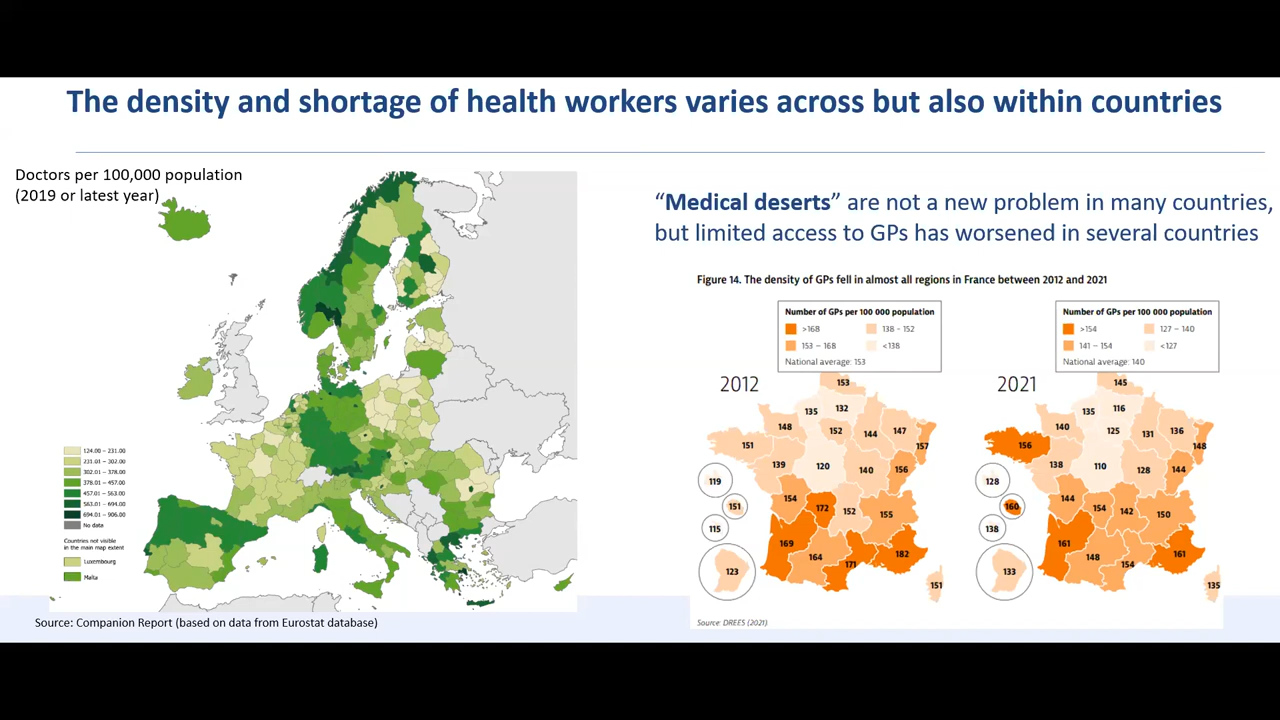 The density and shortage of health workers varies across but also within countries
Doctors per 100,000 population
(2019 or latest year)
124.00 – 231.00
231.01 – 302.00
302.01 – 378.00
378.01 – 457.00
457.01 – 563.00
563.01 – 694.00
694.01 – 906.00
No data
Countries not visible
in the main map extent
Luxembourg
Malta
Source: Companion Report (based on data from Eurostat database)
“Medical deserts” are not a new problem in many countries,
but limited access to GPs has worsened in several countries
Figure 14. The density of GPs fell in almost all regions in France between 2012 and 2021
Number of GPs per 100 000 population
>168
138 - 152
153 – 168
<138
National average: 153
2012
153
135
132
148
152
144
147
157
151
139
120
140
156
119
154
172
152
155
151
115
169
164
171
182
123
151
Number of GPs per 100 000 population
>154
127 - 140
141 – 154
<127
National average: 140
2021
145
135
116
140
125
131
136
148
156
138
110
128
144
128
144
154
142
150
160
138
161
148
154
161
133
135
Source: DREES (2021).